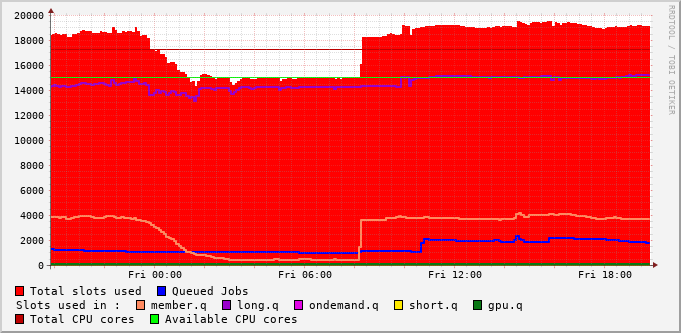 20000
18000
16000
14000
12000
10000
8000
6000
4000
2000
0
Fri 00:00 Fri 06:00 Fri 12:00 Fri 18:00
Total slots used Queued Jobs
Slots used in : member.q long.q ondemand.q short.q gpu.q
Total CPU cores Available CPU cores
RRDTOOL / TOBI OETIKER